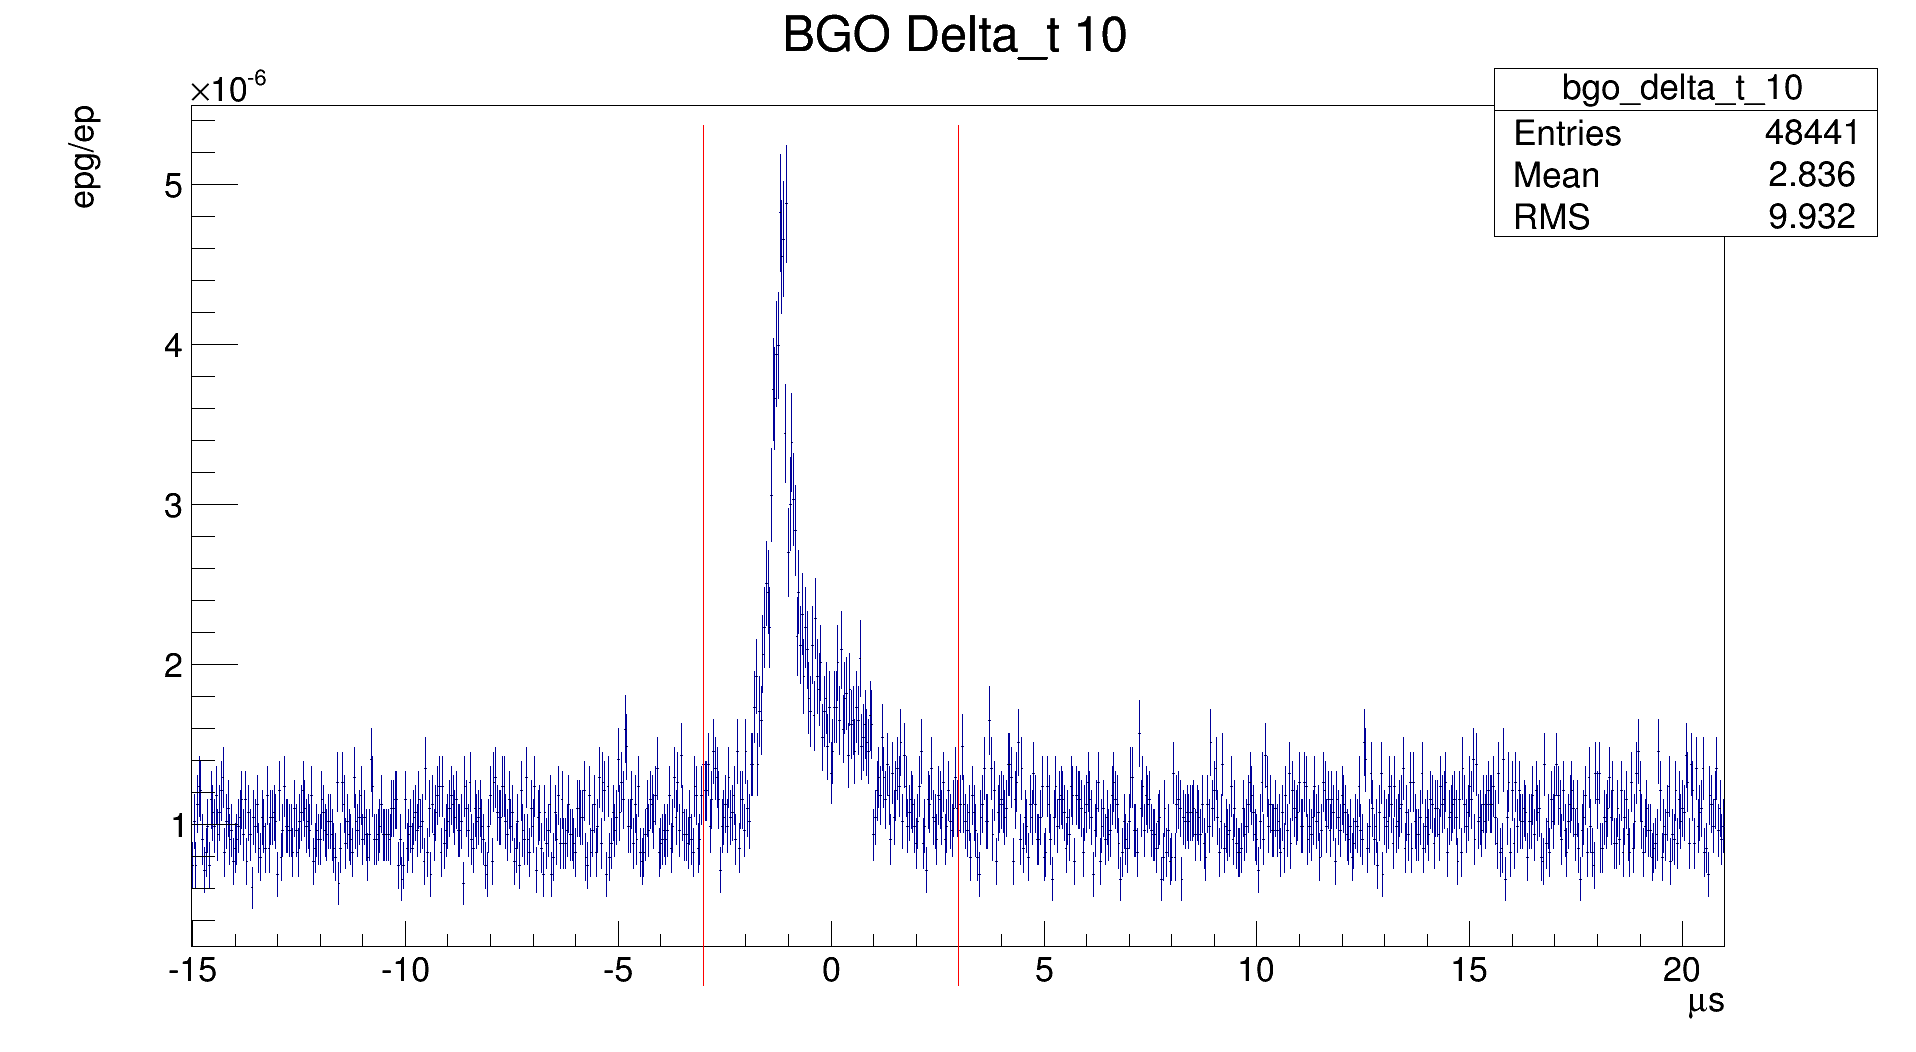 BGO Delta_t 10
×10-6
epg/ep
bgo_delta_t_10
Entries 48441
Mean 2.836
RMS 9.932
5
4
3
2
1
-15 -10 -5 0 5 10 15 20
μs